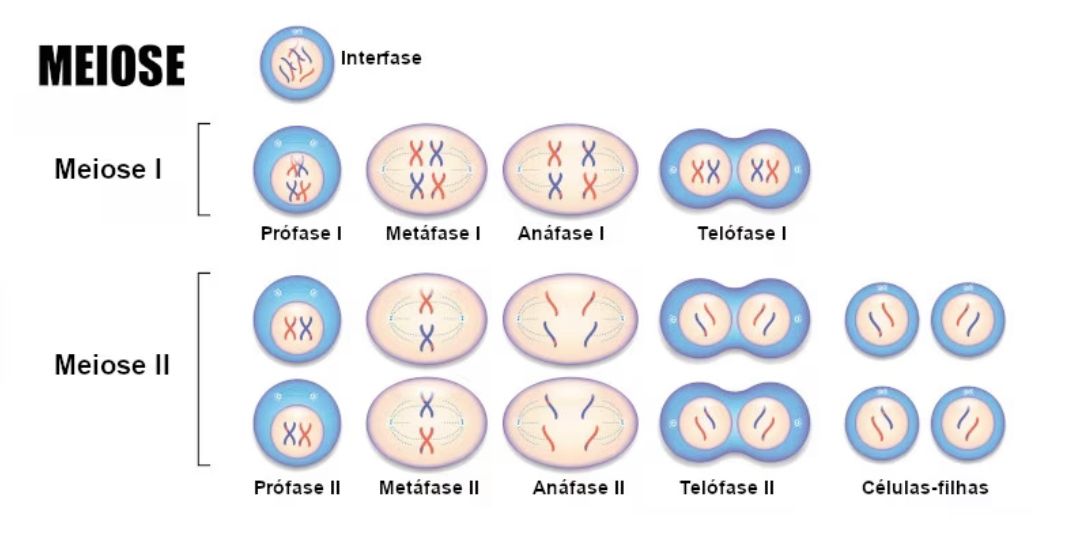 MEIOSE
Interfase
Meiose I
Prófase I
Metáfase I
Anáfase I
Telófase I
Meiose II
Prófase II
Metáfase II
Anáfase II
Telófase II
Células-filhas